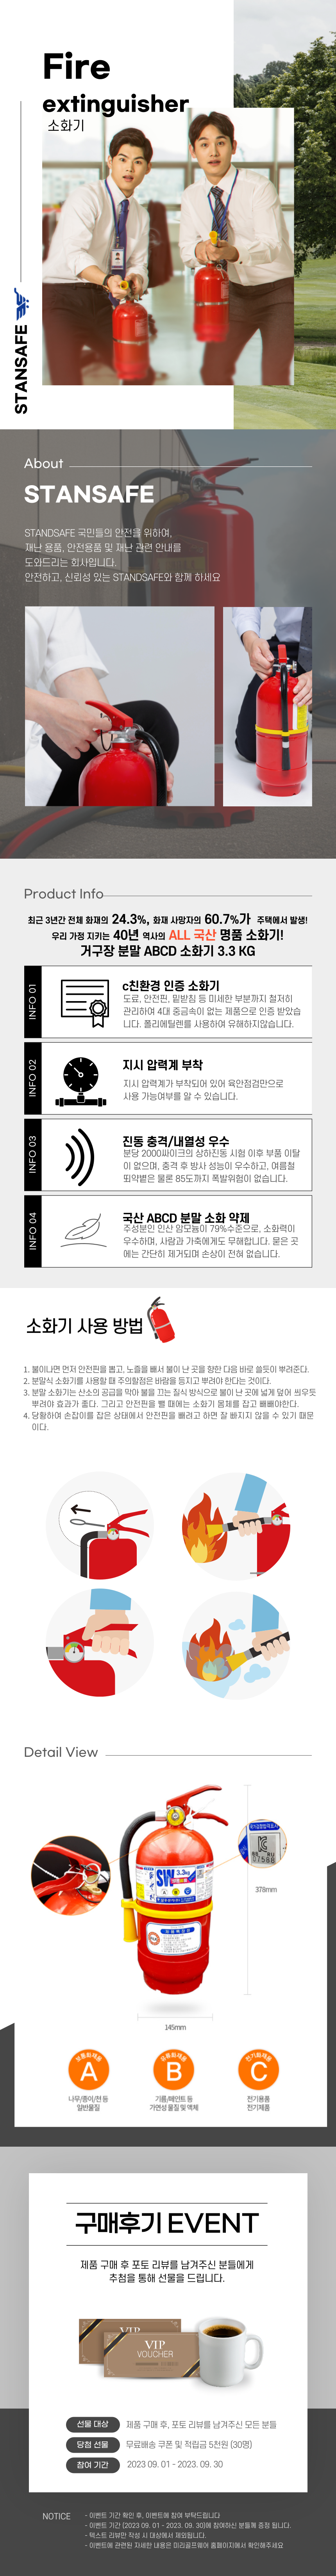 Fire
extinguisher
소화기
STANSAFE
About
STANSAFE
STANDSAFE 국민들의 안전을 위하여,
재난 용품, 안전용품 및 재난 관련 안내를
도와드리는 회사입니다.
안전하고, 신뢰성 있는 STANDSAFE와 함께 하세요
Product Info
최근 3년간 전체 화재의 24.3%, 화재 사망자의 60.7%가 주택에서 발생!
우리 가정 지키는 40년 역사의 ALL 국산 명품 소화기!
거구장 분말 ABCD 소화기 3.3 KG
INFO 01
c친환경 인증 소화기
도료, 안전핀, 밑받침 등 미세한 부분까지 철저히
관리하여 4대 중금속이 없는 제품으로 인증 받았습
니다. 폴리에틸렌를 사용하여 유해하지않습니다.
INFO 02
지시 압력계 부착
지시 압력계가 부착되어 있어 육안점검만으로
사용 가능여부를 알 수 있습니다.
INFO 03
진동 충격/내열성 우수
분당 2000싸이크의 상하진동 시험 이후 부품 이탈
이 없으며, 충격 후 방사 성능이 우수하고, 여름철
뙤약볕은 물론 85도까지 폭발위험이 없습니다.
INFO 04
국산 ABCD 분말 소화 약제
주성분인 인산 암모늄이 79%수준으로, 소화력이
우수하며, 사람과 가축에게도 무해합니다. 묻은 곳
에는 간단히 제거되며 손상이 전혀 없습니다.
소화기 사용 방법
1. 불이나면 먼저 안전핀을 뽑고, 노즐을 빼서 불이 난 곳을 향한 다음 바로 쓸듯이 뿌려준다.
2. 분말식 소화기를 사용할 때 주의할점은 바람을 등지고 뿌려야 한다는 것이다.
3. 분말 소화기는 산소의 공급을 막아 불을 끄는 질식 방식으로 불이 난 곳에 넓게 덮어 씌우듯
뿌려야 효과가 좋다. 그리고 안전핀을 뺄 때에는 소화기 몸체를 잡고 빼빼야한다.
4. 당황하여 손잡이를 잡은 상태에서 안전핀을 빼려고 하면 잘 빠지지 않을 수 있기 때문
이다.
Detail View
3.3kg
378mm
145mm
보통화재용
A
나무/종이/천 등
일반물질
유류화재용
B
기름/페인트 등
가연성 물질 및 액체
전기화재용
C
전기용품
전기제품
구매후기 EVENT
제품 구매 후 포토 리뷰를 남겨주신 분들에게
추첨을 통해 선물을 드립니다.
VIP
VIP
VOUCHER
선물 대상
제품 구매 후, 포토 리뷰를 남겨주신 모든 분들
당첨 선물
무료배송 쿠폰 및 적립금 5천원 (30명)
참여 기간
2023 09. 01 - 2023. 09. 30
NOTICE
- 이벤트 기간 확인 후, 이벤트에 참여 부탁드립니다
- 이벤트 기간 (2023 09. 01 - 2023. 09. 30)에 참여하신 분들께 증정 됩니다.
- 텍스트 리뷰만 작성 시 대상에서 제외됩니다.
- 이벤트에 관련된 자세한 내용은 미리골프웨어 홈페이지에서 확인해주세요